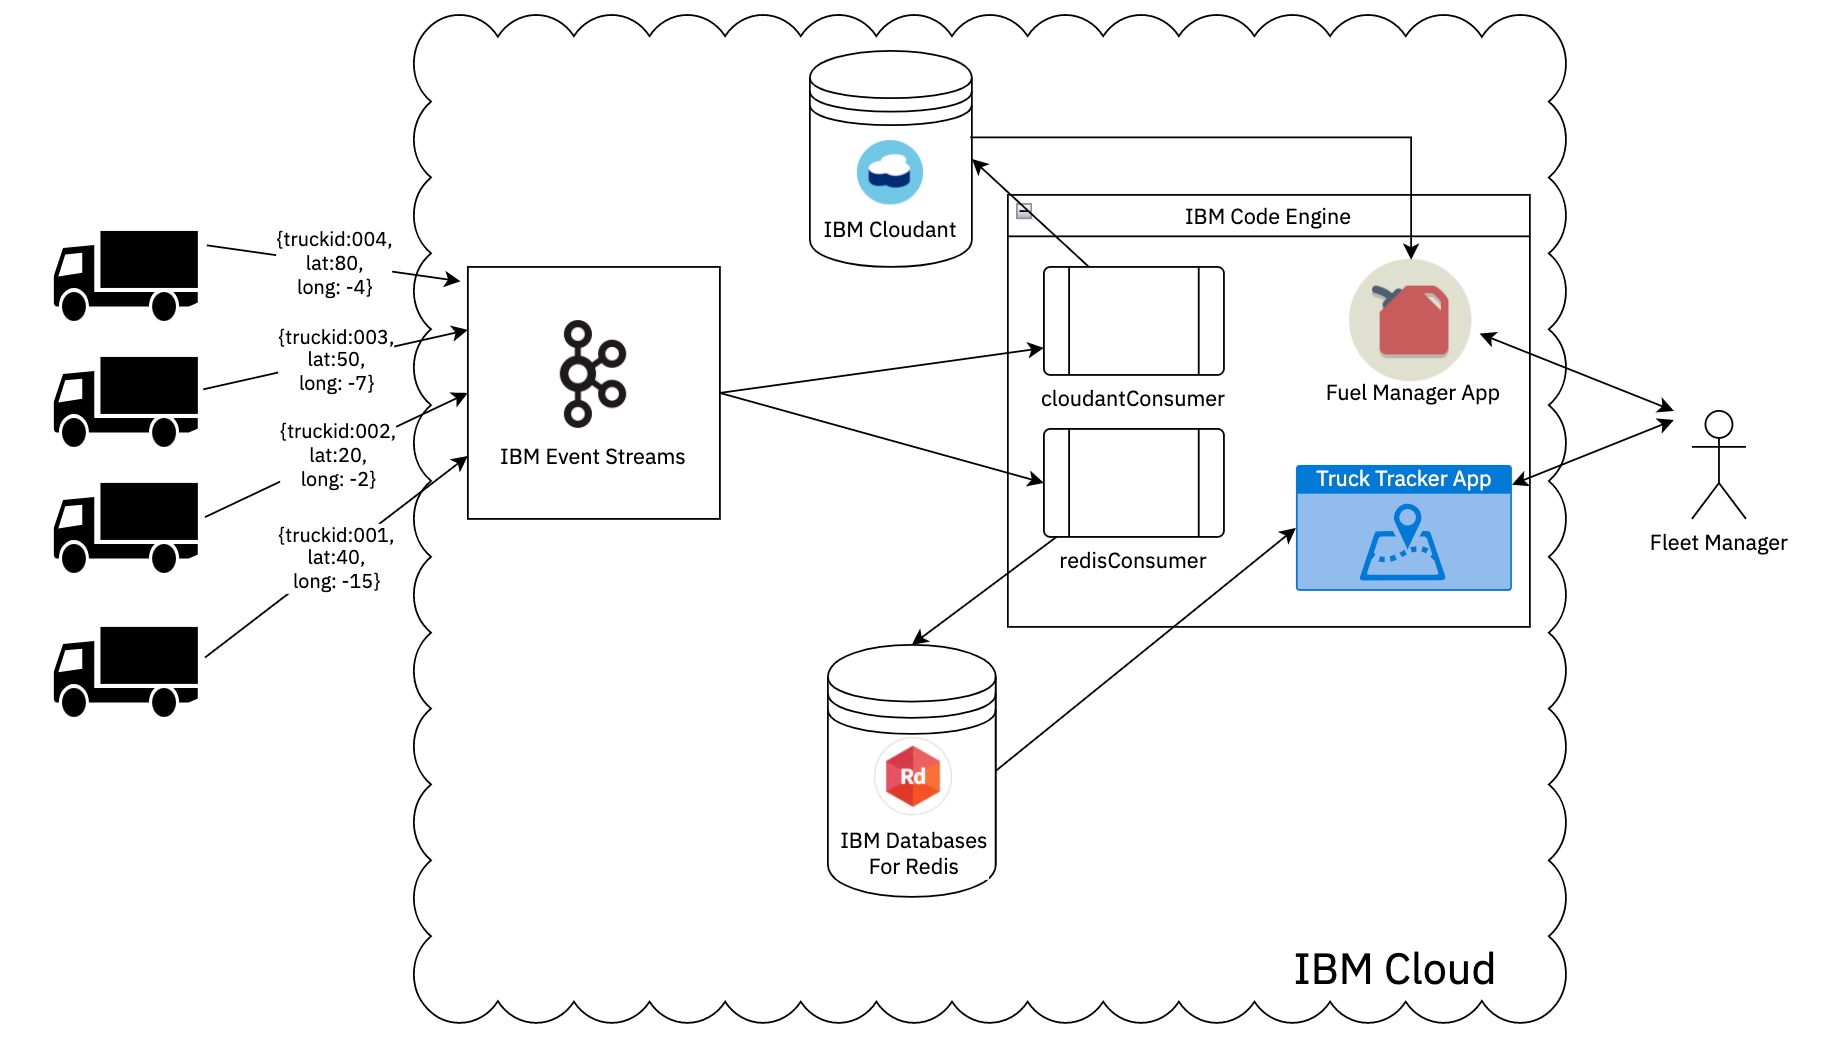 {truckid:004,
lat:80,
long: -4}
{truckid:003,
lat:50,
long: -7}
{truckid:002,
lat:20,
long: -2}
{truckid:001,
lat:40,
long: -15}
IBM Event Streams
IBM Cloudant
IBM Code Engine
cloudantConsumer
redisConsumer
Fuel Manager App
Truck Tracker App
Fleet Manager
Rd
IBM Databases
For Redis
IBM Cloud